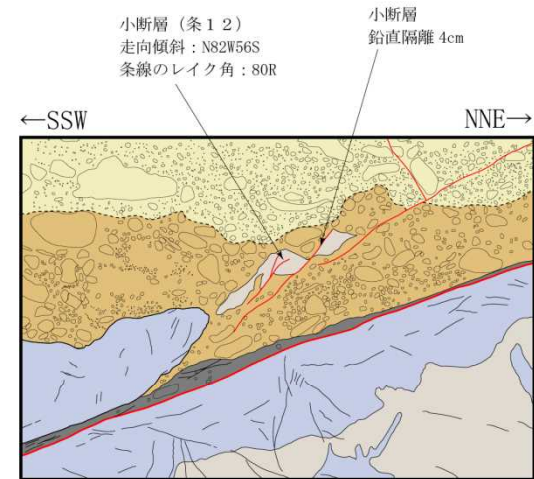 小断層（条１２）
走向傾斜：N82W56S
条線のレイク角：80R
小断層
鉛直隔離 4cm
←SSW
NNE→